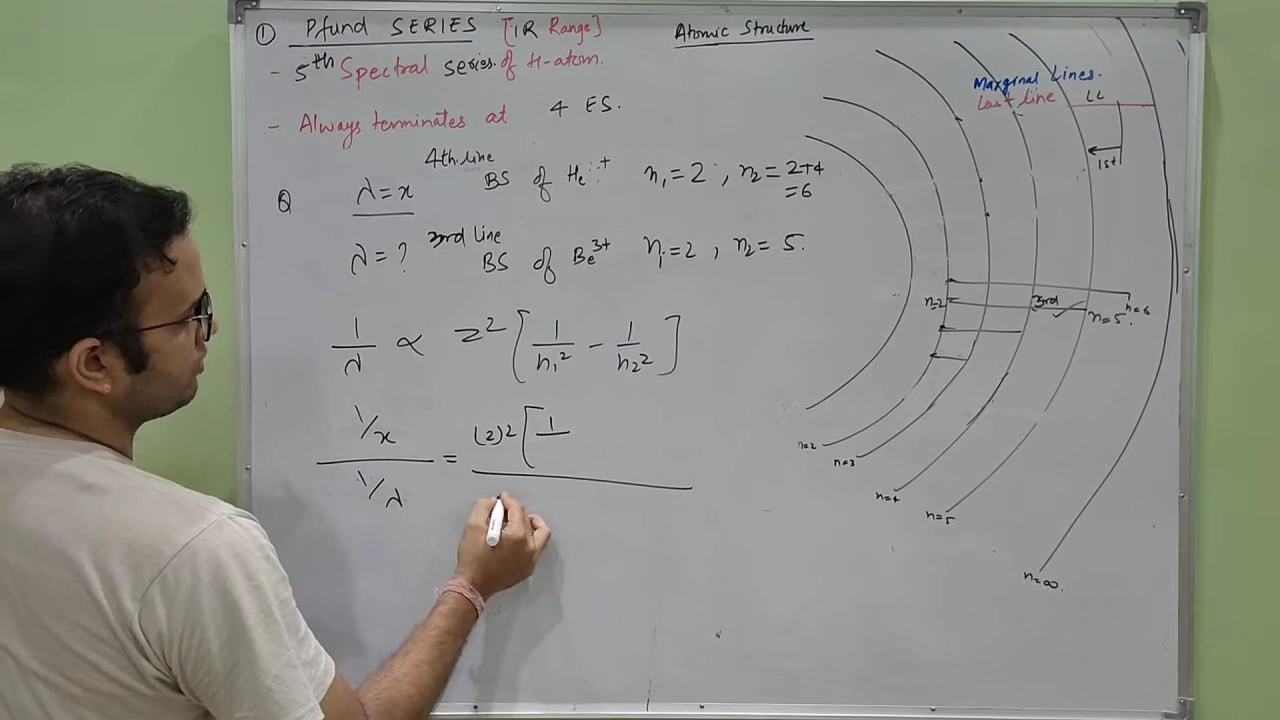 ① Pfund SERIES [IR Range]
Atomic Structure
- 5th Spectral series of H-atom.
- Always terminates at 4 ES.
Q λ=x 4th line BS of He+ n₁=2, n₂=2+4
=6
λ=? 3rd line BS of Be³⁺ n₁=2, n₂=5.
1/λ ∝ Z² [1/n₁² - 1/n₂²]
(1/x)/(1/λ) = (2)² [1
Marginal Lines.
Last line LL
1st
n=2 3rd n=5. n=6
n=2
n=3
n=4
n=5
n=∞.